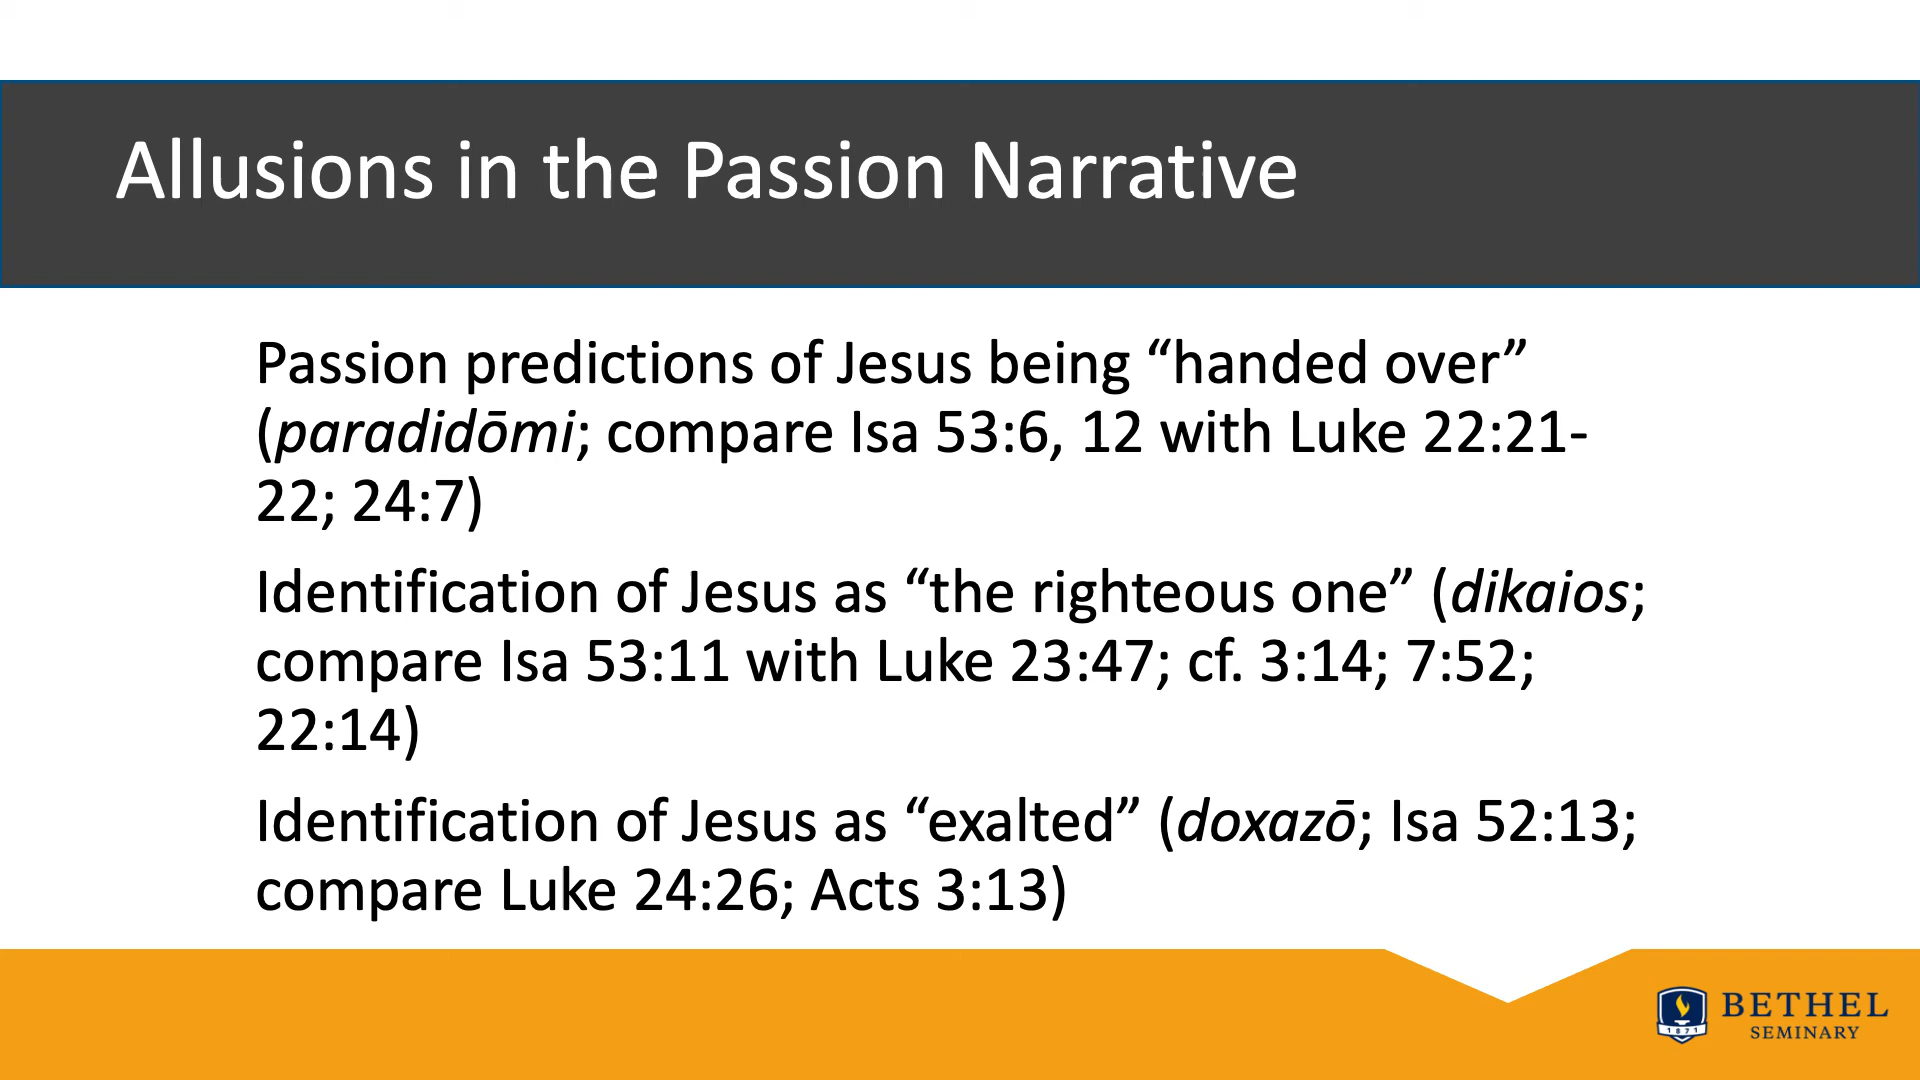 Allusions in the Passion Narrative
Passion predictions of Jesus being “handed over”
(paradidōmi; compare Isa 53:6, 12 with Luke 22:21-
22; 24:7)
Identification of Jesus as “the righteous one” (dikaios;
compare Isa 53:11 with Luke 23:47; cf. 3:14; 7:52;
22:14)
Identification of Jesus as “exalted” (doxazō; Isa 52:13;
compare Luke 24:26; Acts 3:13)
1871
BETHEL
SEMINARY